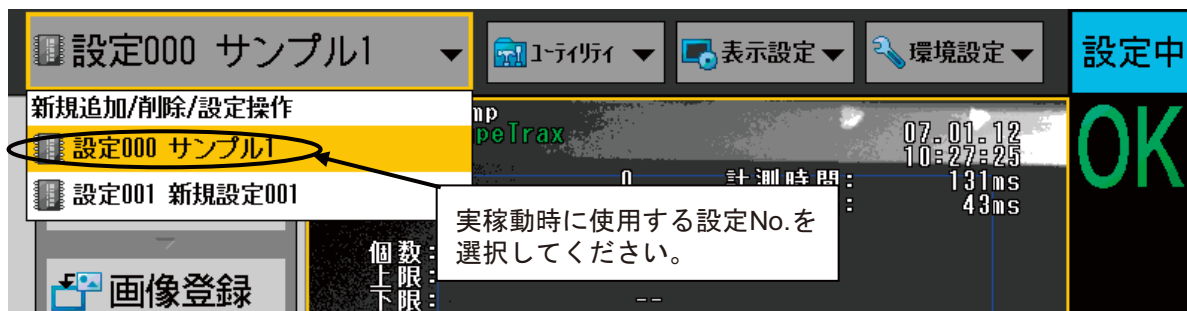 設定000 サンプル1
ユーティリティ
表示設定
環境設定
設定中
新規追加/削除/設定操作
設定000 サンプル1
設定001 新規設定001
mp
peTrax
07.01.12
10:27:25
OK
0 計測時間: 131ms
: 43ms
実稼動時に使用する設定No.を
選択してください。
個数:
上限:
下限: --
画像登録